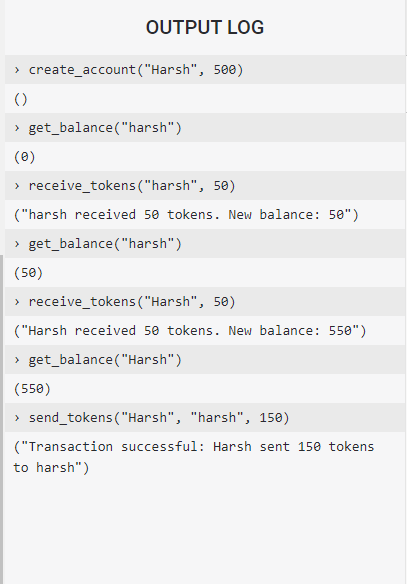 OUTPUT LOG
› create_account("Harsh", 500)
()
› get_balance("harsh")
(0)
› receive_tokens("harsh", 50)
("harsh received 50 tokens. New balance: 50")
› get_balance("harsh")
(50)
› receive_tokens("Harsh", 50)
("Harsh received 50 tokens. New balance: 550")
› get_balance("Harsh")
(550)
› send_tokens("Harsh", "harsh", 150)
("Transaction successful: Harsh sent 150 tokens
to harsh")